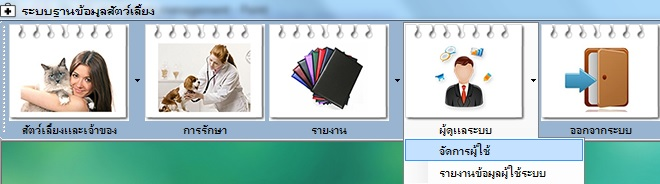 ระบบฐานข้อมูลสัตว์เลี้ยง
สัตว์เลี้ยงและเจ้าของ
การรักษา
รายงาน
ผู้ดูแลระบบ
ออกจากระบบ
จัดการผู้ใช้
รายงานข้อมูลผู้ใช้ระบบ